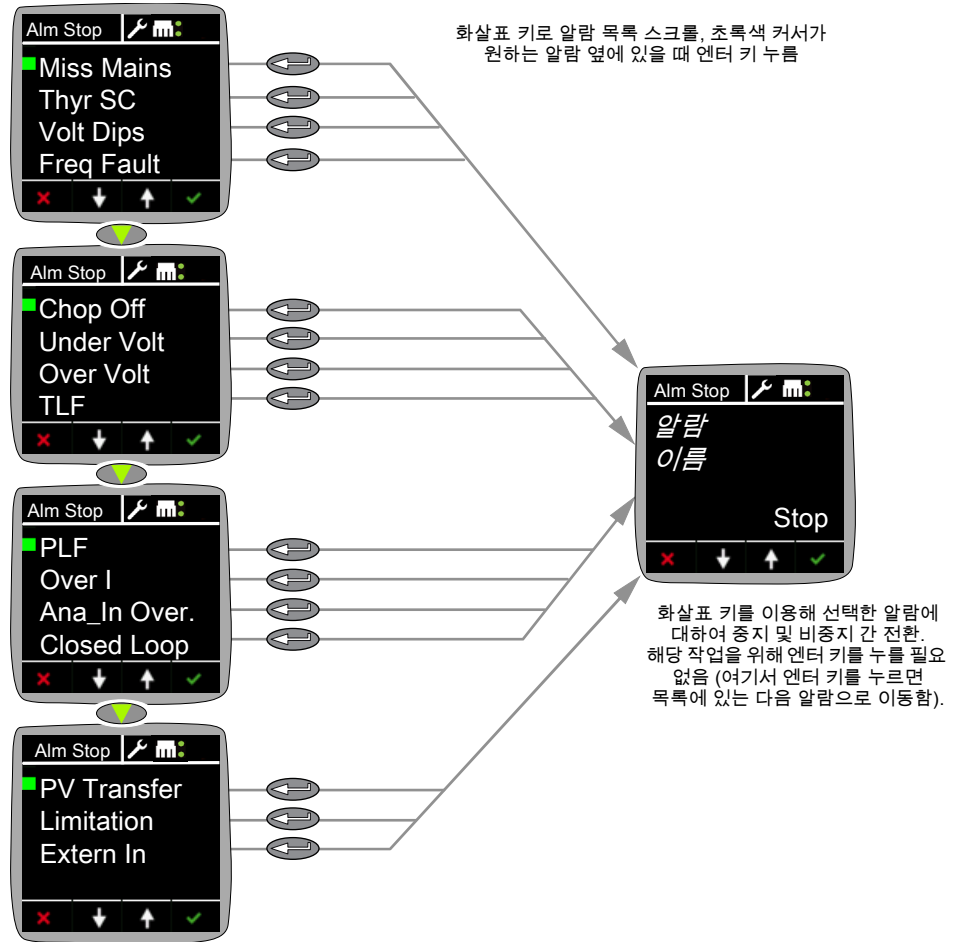 화살표 키로 알람 목록 스크롤, 초록색 커서가
원하는 알람 옆에 있을 때 엔터 키 누름
Alm Stop
Miss Mains
Thyr SC
Volt Dips
Freq Fault
Alm Stop
Chop Off
Under Volt
Over Volt
TLF
Alm Stop
PLF
Over I
Ana_In Over.
Closed Loop
Alm Stop
PV Transfer
Limitation
Extern In
Alm Stop
알람
이름
Stop
화살표 키를 이용해 선택한 알람에
대하여 중지 및 비중지 간 전환.
해당 작업을 위해 엔터 키를 누를 필요
없음 (여기서 엔터 키를 누르면
목록에 있는 다음 알람으로 이동함).